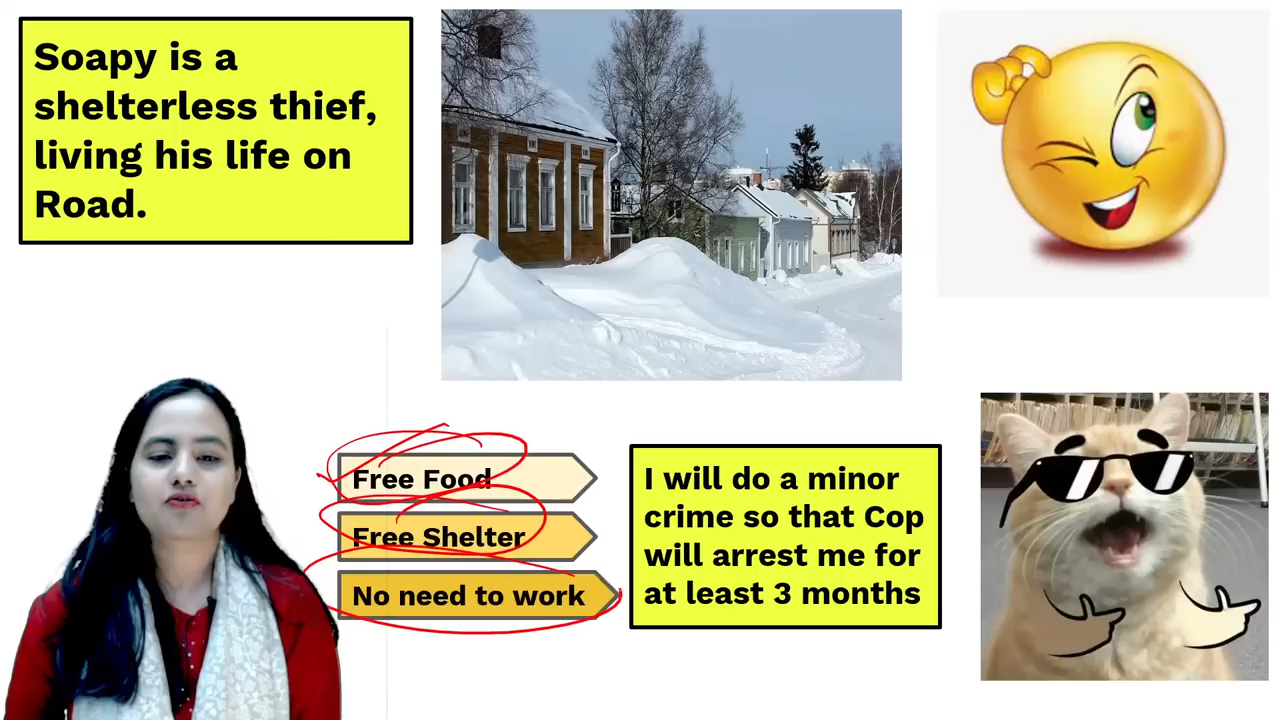 Soapy is a
shelterless thief,
living his life on
Road.
Free Food
Free Shelter
No need to work
I will do a minor
crime so that Cop
will arrest me for
at least 3 months